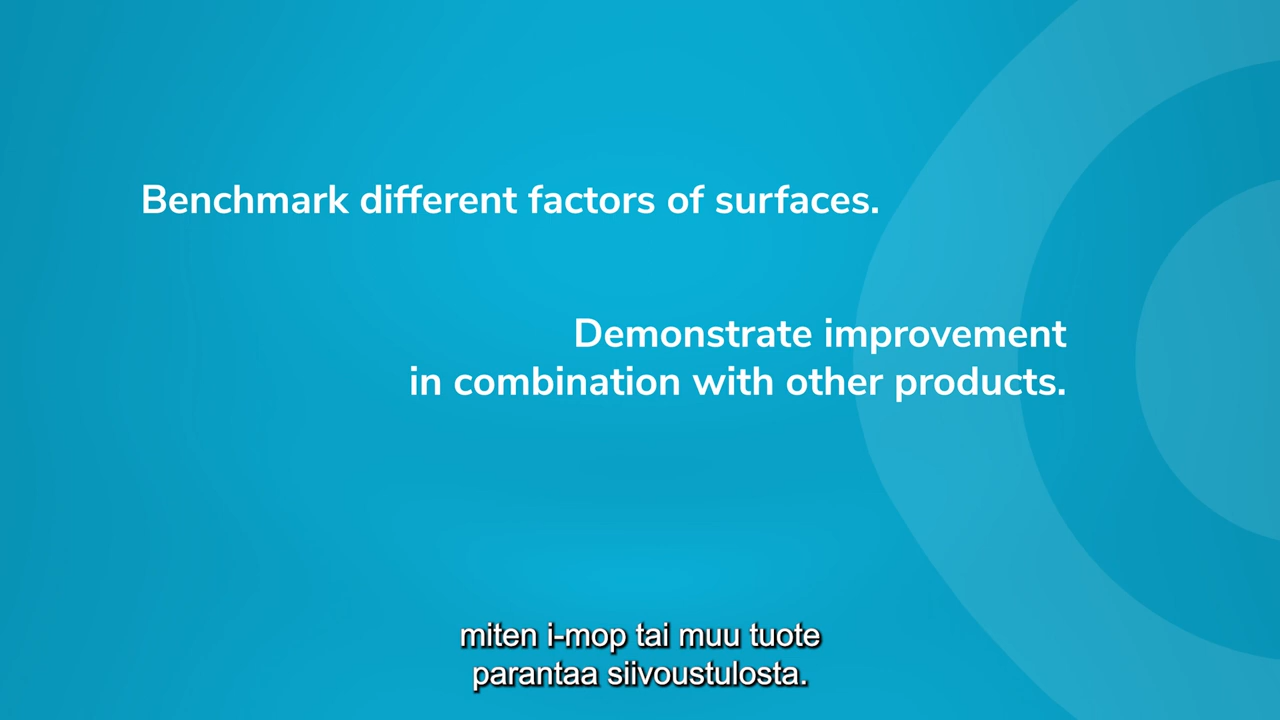 Benchmark different factors of surfaces.
Demonstrate improvement
in combination with other products.
miten i-mop tai muu tuote
parantaa siivoustulosta.